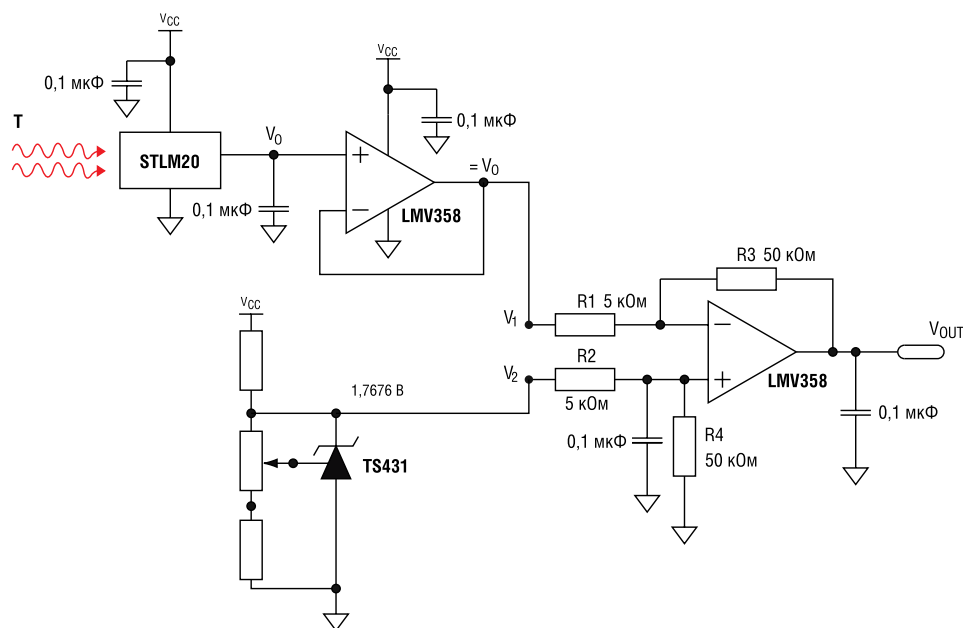 VCC
0,1 мкФ
T
STLM20
VO
0,1 мкФ
VCC
0,1 мкФ
+
−
LMV358
= VO
VCC
1,7676 В
TS431
V1
R1 5 кОм
R3 50 кОм
V2
R2
5 кОм
0,1 мкФ
R4
50 кОм
−
+
LMV358
VOUT
0,1 мкФ